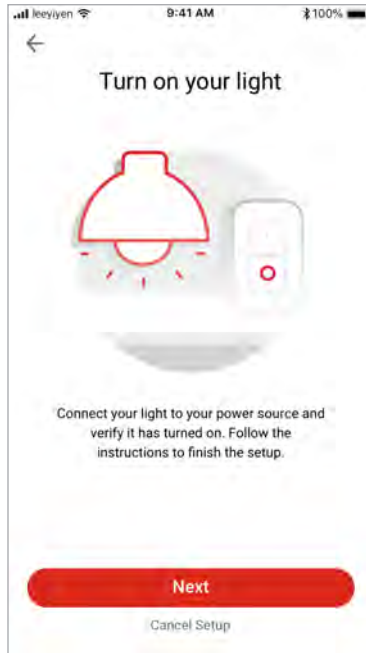 leeyiyen 9:41 AM 100%
Turn on your light
Connect your light to your power source and
verify it has turned on. Follow the
instructions to finish the setup.
Next
Cancel Setup